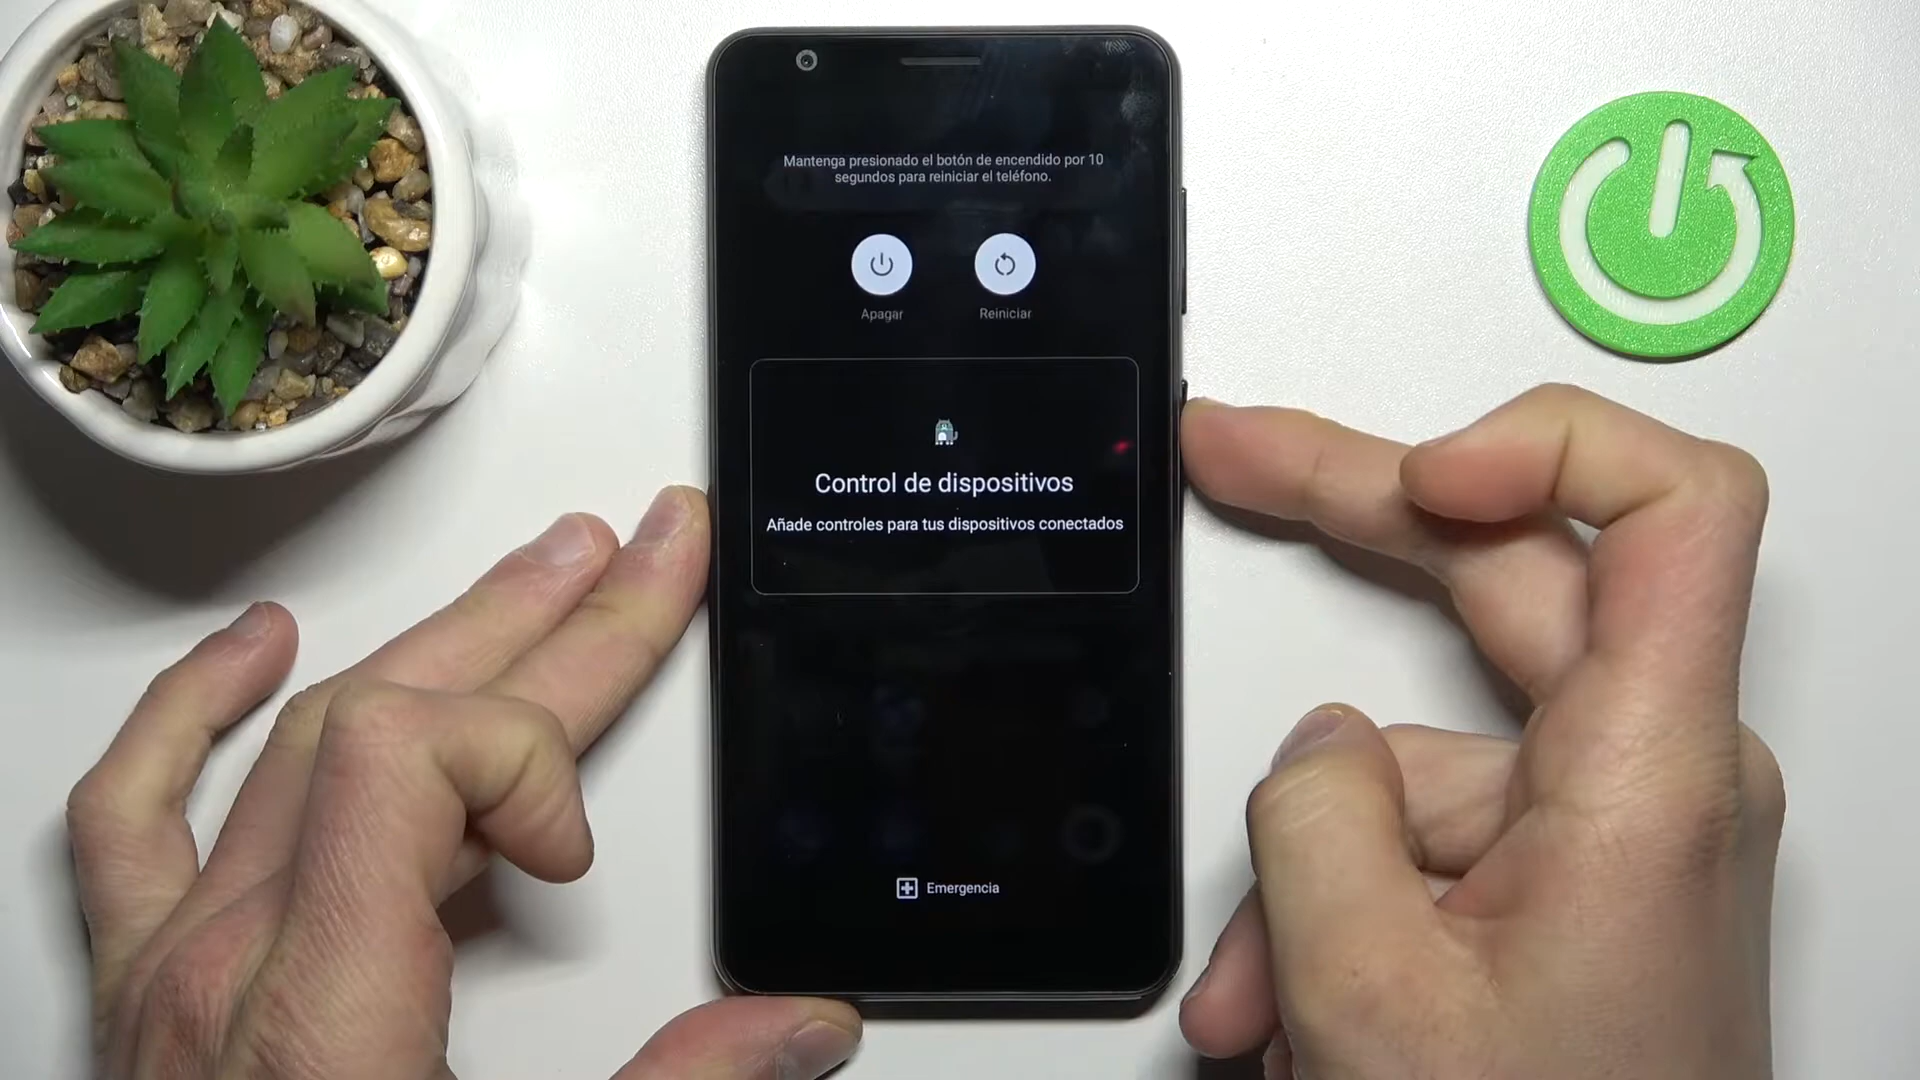 Mantenga presionado el botón de encendido por 10
segundos para reiniciar el teléfono.
Apagar
Reiniciar
Control de dispositivos
Añade controles para tus dispositivos conectados
Emergencia